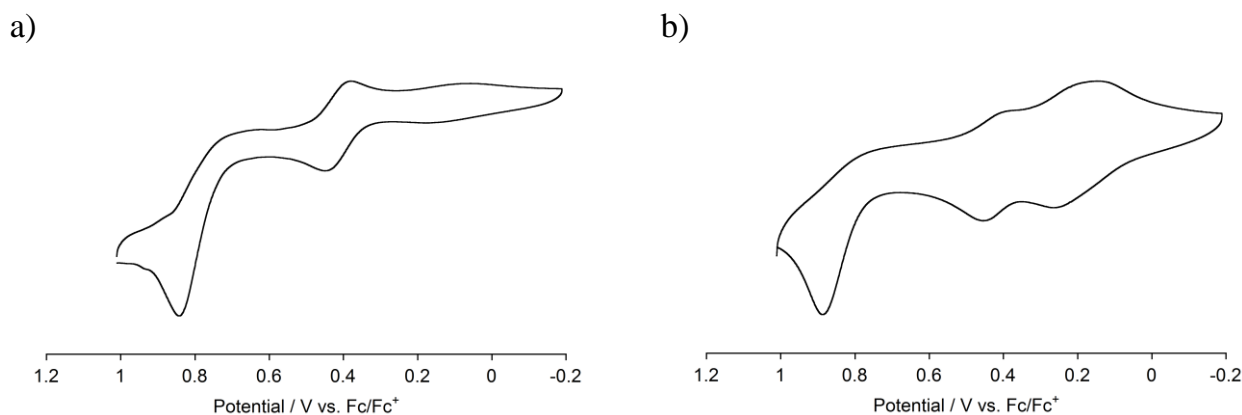 a)
b)
1.2 1 0.8 0.6 0.4 0.2 0 -0.2
Potential / V vs. Fc/Fc⁺
1.2 1 0.8 0.6 0.4 0.2 0 -0.2
Potential / V vs. Fc/Fc⁺